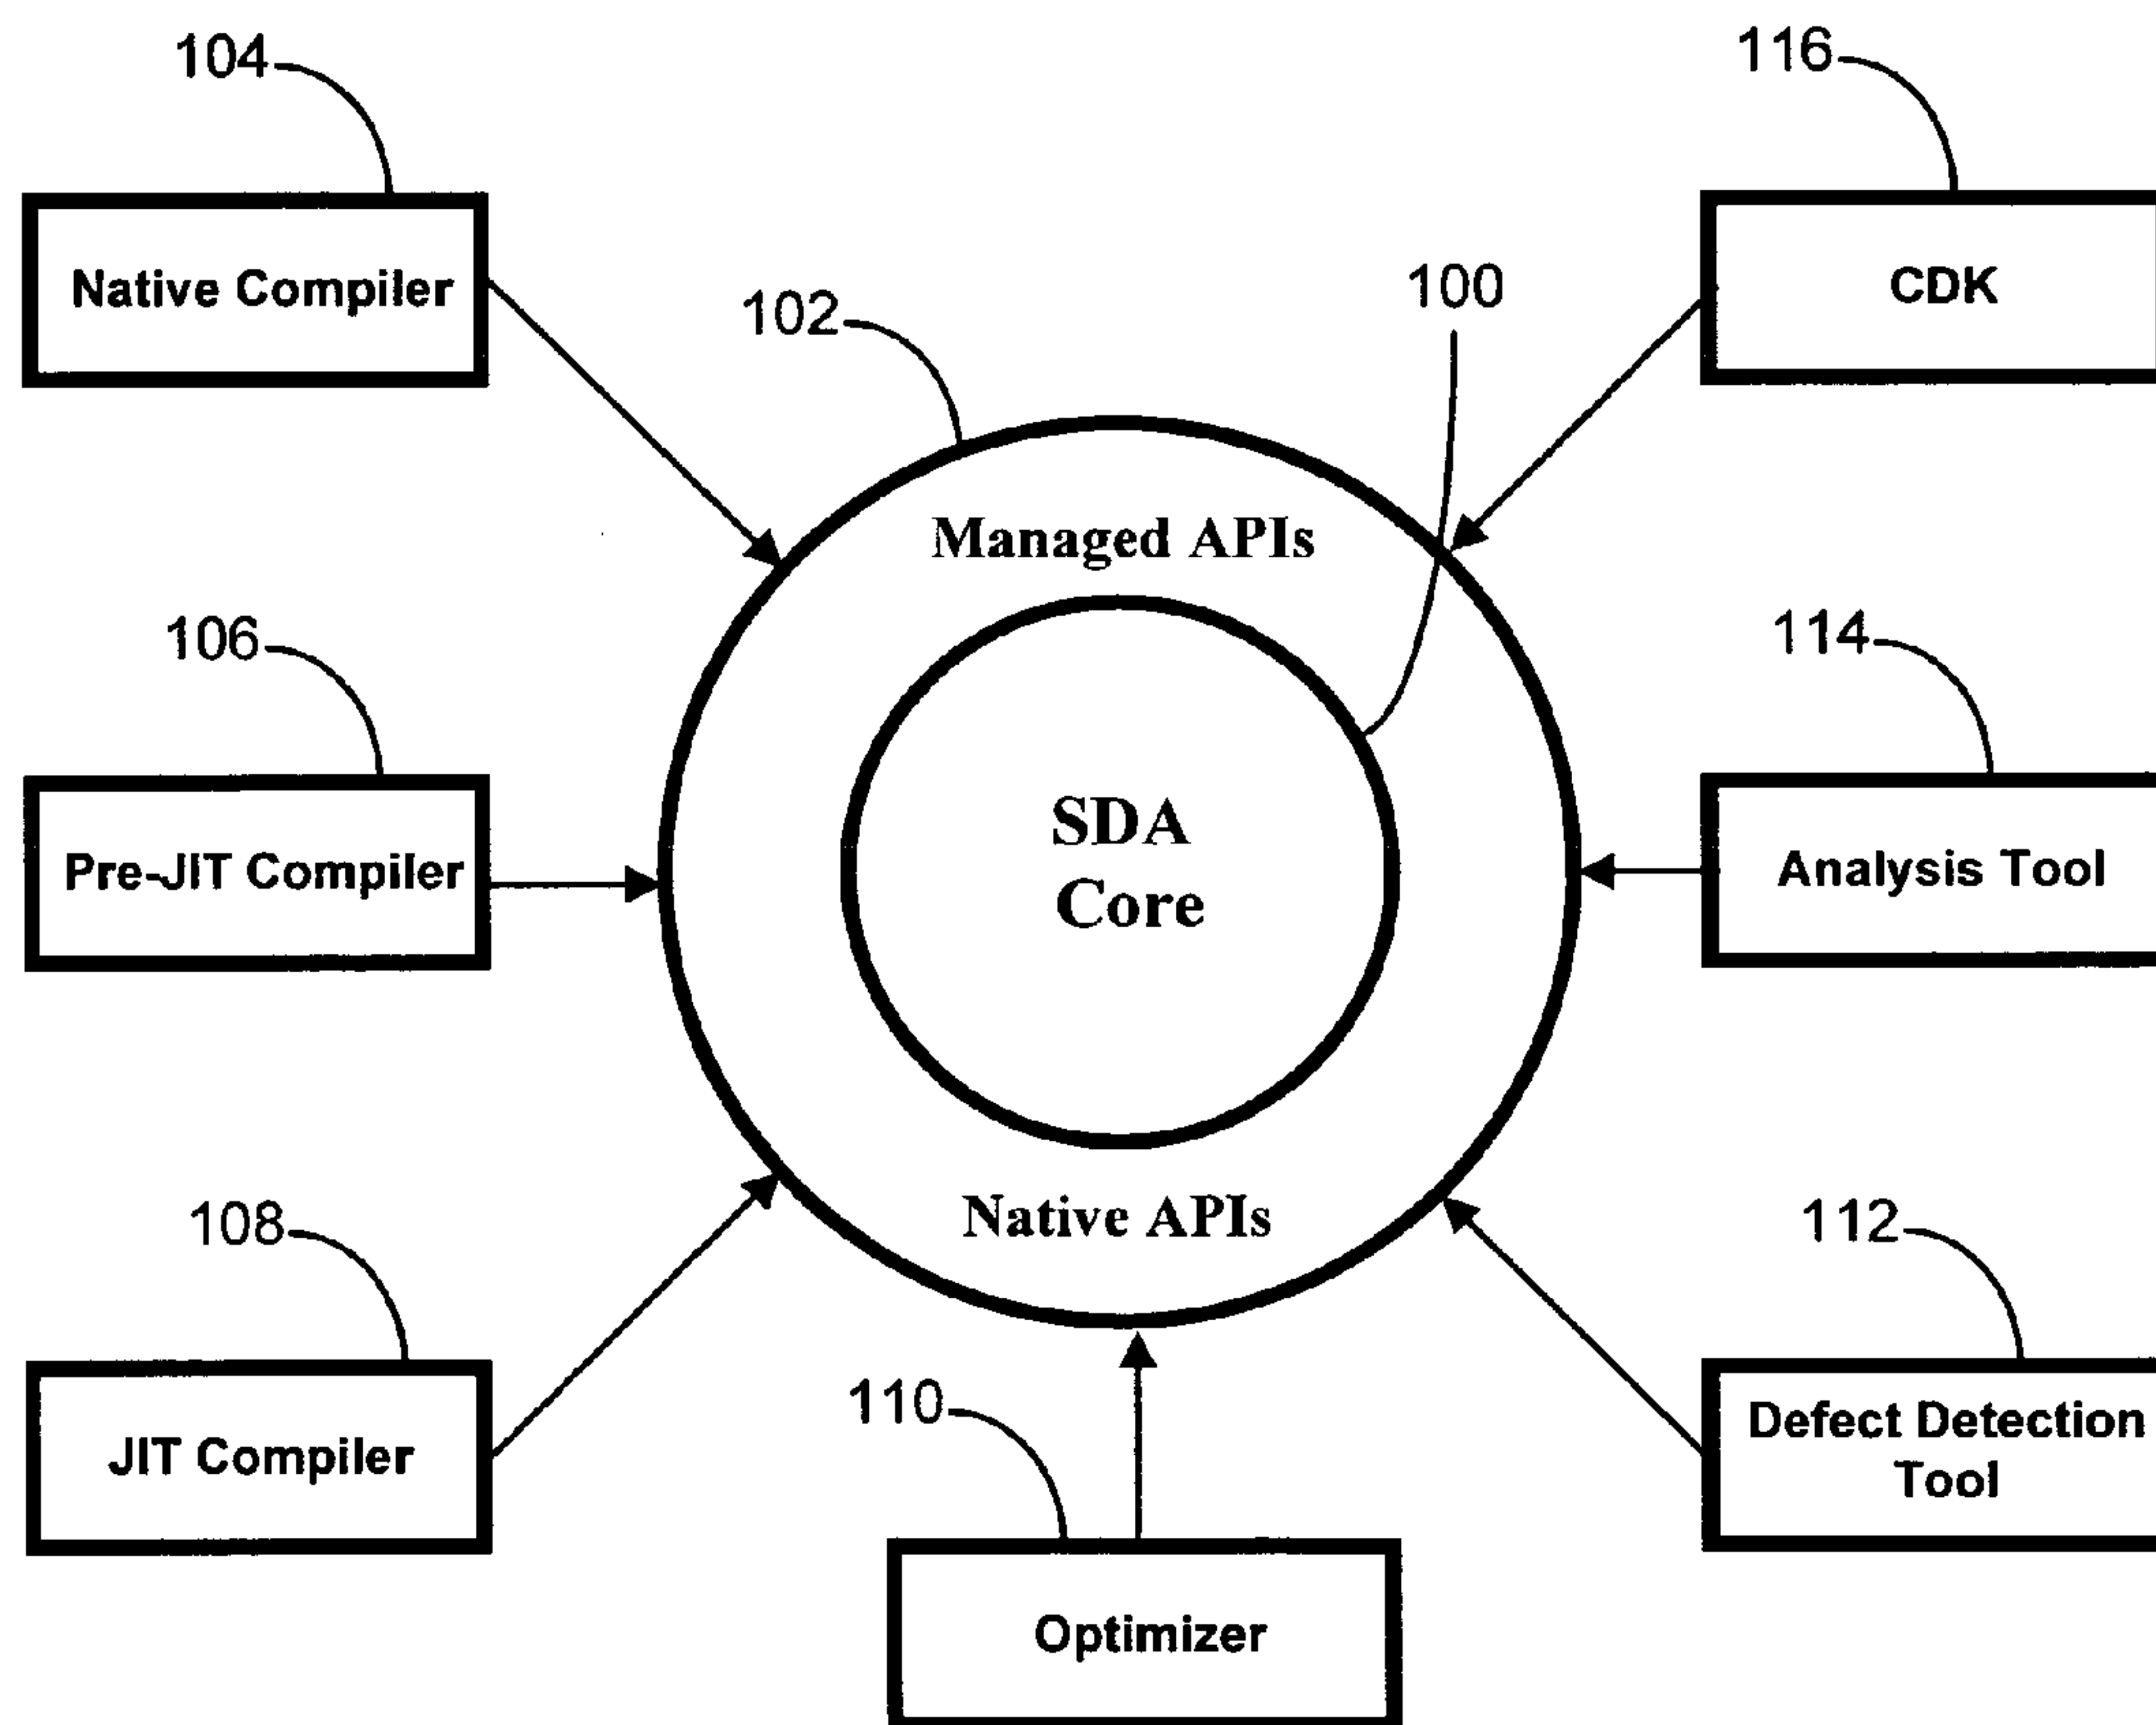 104
116
Native Compiler
102
100
CDK
Managed APIs
106
114
SDA
Core
Pre-JIT Compiler
Analysis Tool
108
Native APIs
112
110
JIT Compiler
Defect Detection
Tool
Optimizer